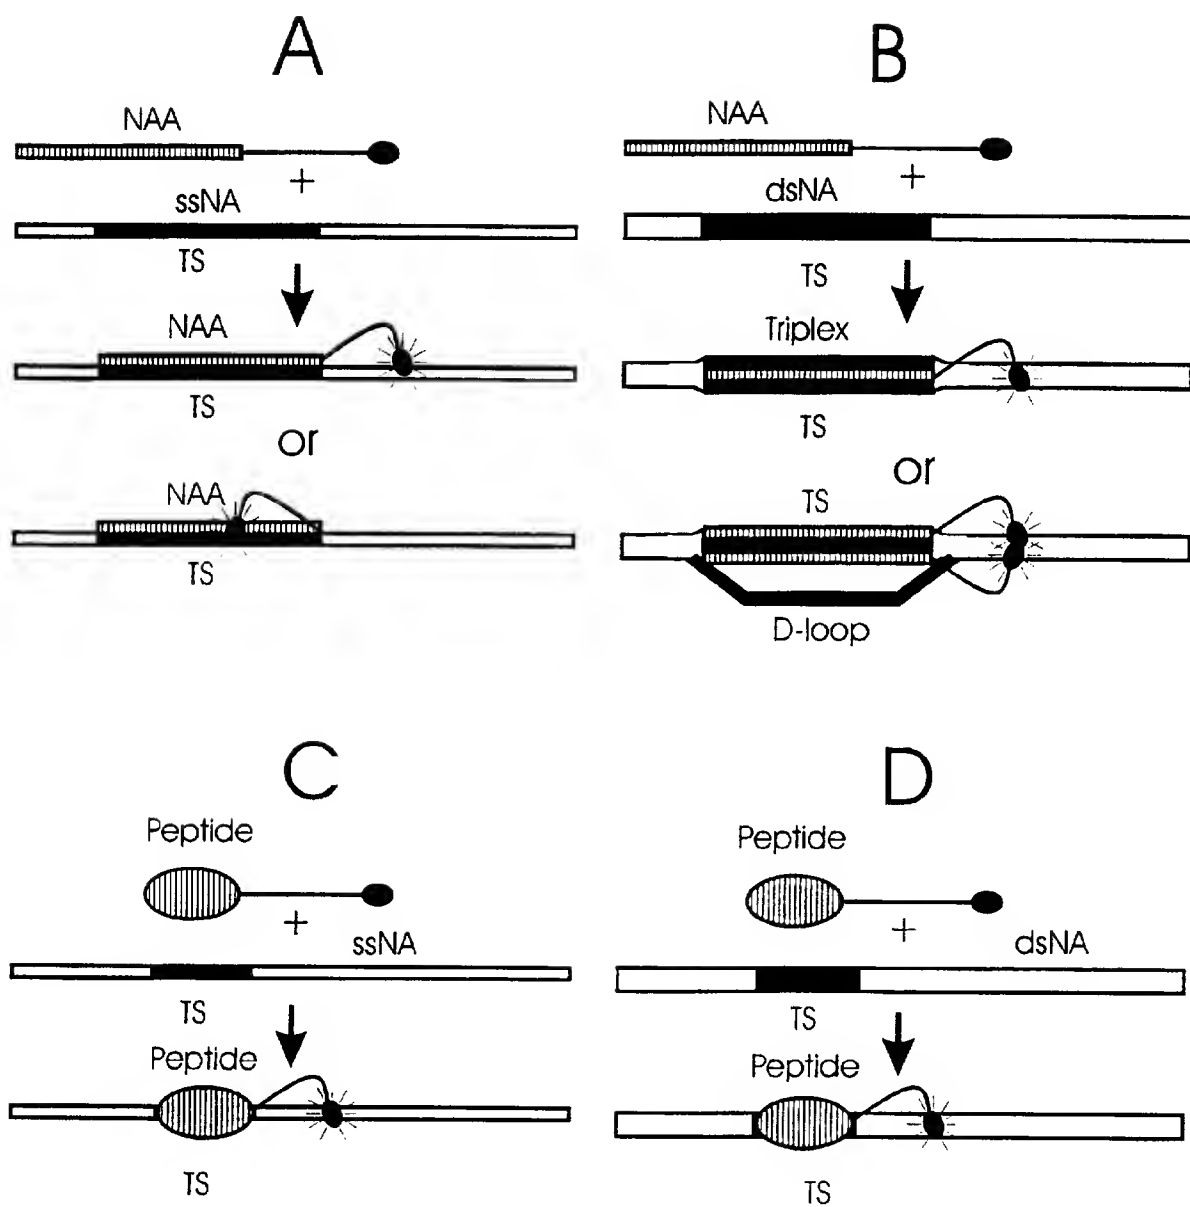 A
NAA
+
ssNA
TS
NAA
TS
or
NAA
TS
B
NAA
+
dsNA
TS
Triplex
TS
or
TS
D-loop
C
Peptide
+
ssNA
TS
Peptide
TS
D
Peptide
+
dsNA
TS
Peptide
TS